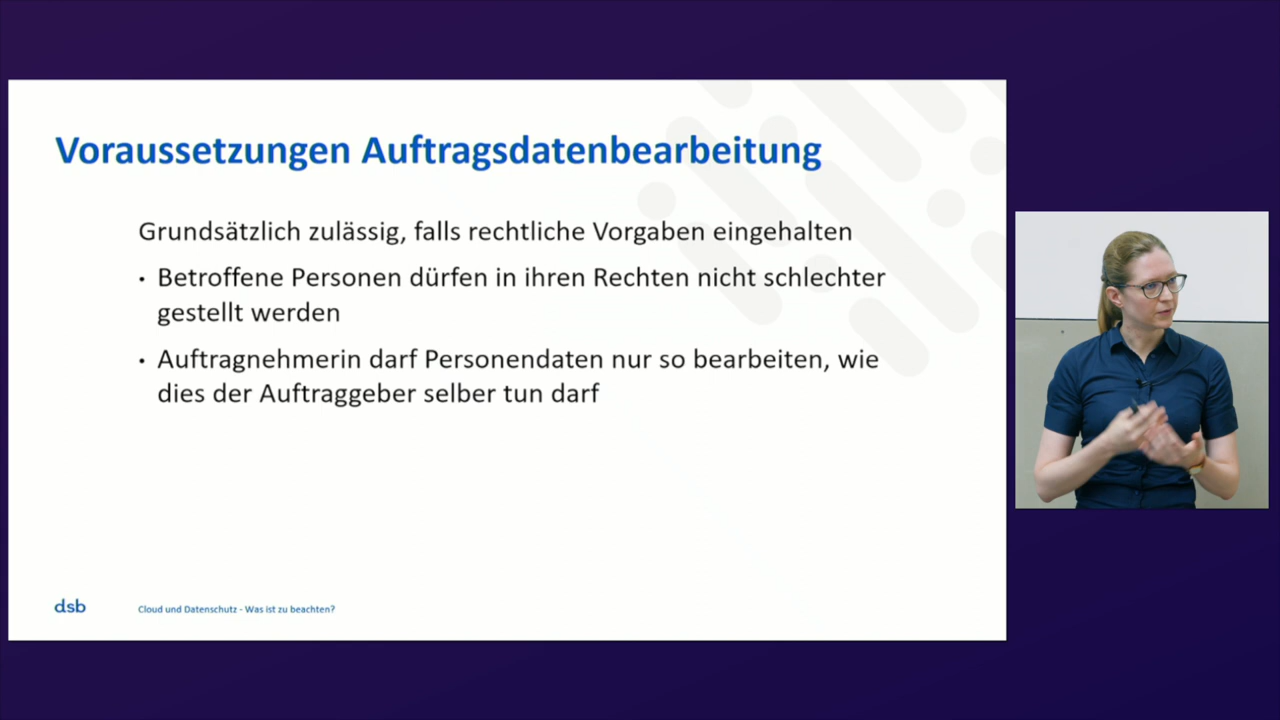 Voraussetzungen Auftragsdatenbearbeitung
Grundsätzlich zulässig, falls rechtliche Vorgaben eingehalten
· Betroffene Personen dürfen in ihren Rechten nicht schlechter
gestellt werden
· Auftragnehmerin darf Personendaten nur so bearbeiten, wie
dies der Auftraggeber selber tun darf
dsb
Cloud und Datenschutz - Was ist zu beachten?